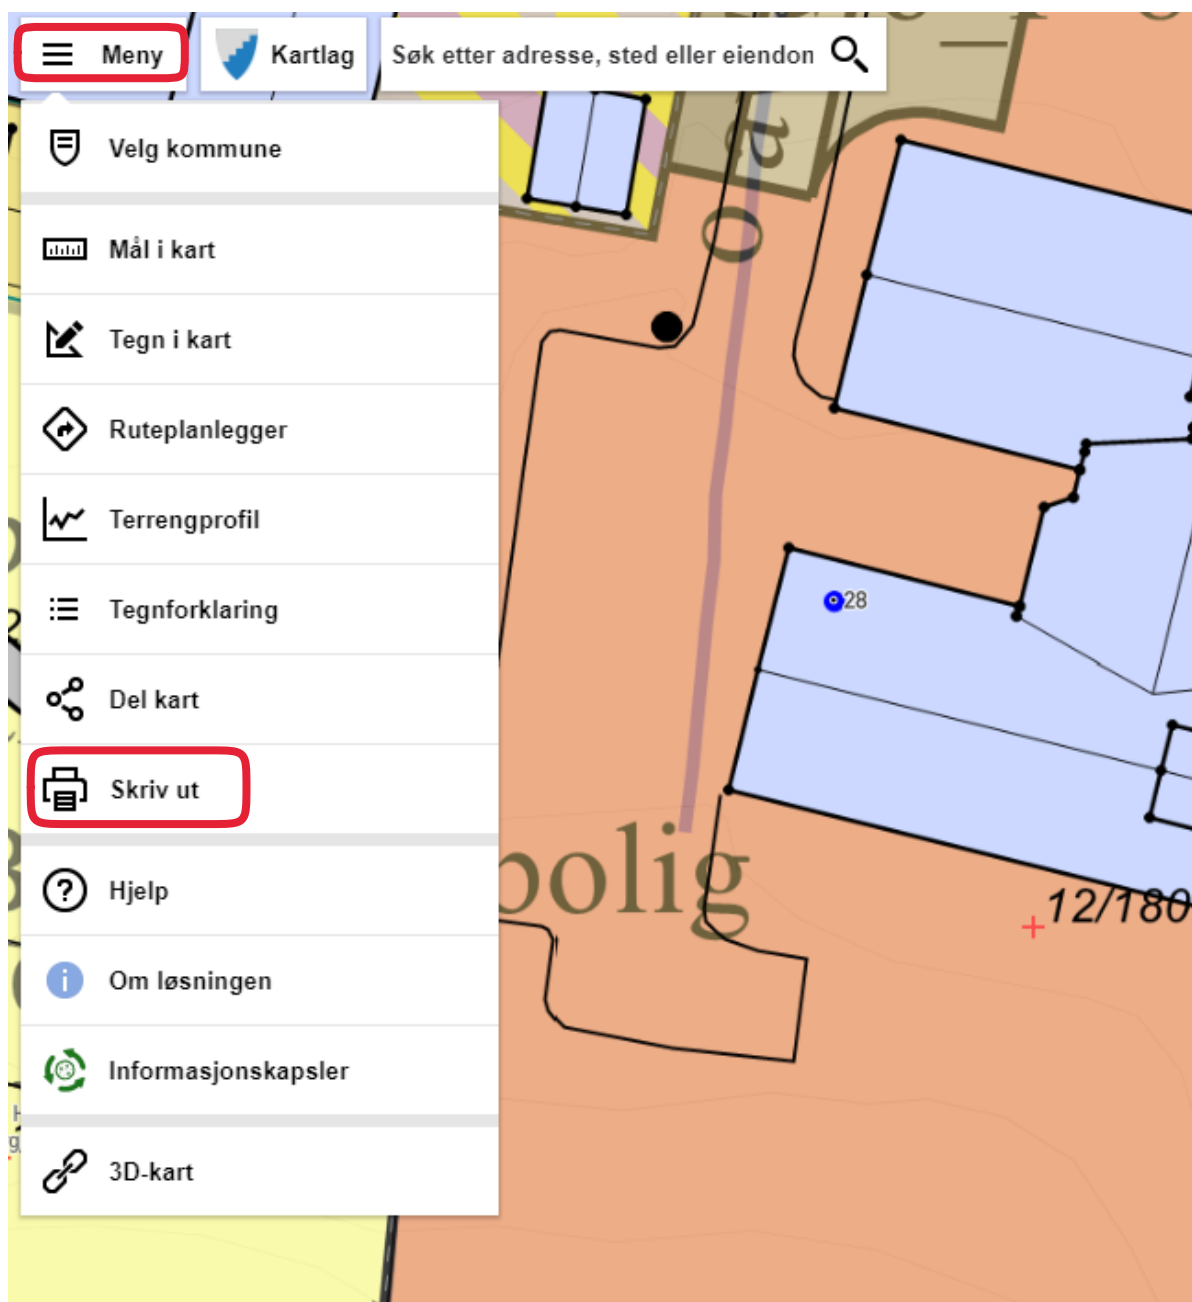 Meny
Kartlag
Søk etter adresse, sted eller eiendon
Velg kommune
Mål i kart
Tegn i kart
Ruteplanlegger
Terrengprofil
Tegnforklaring
Del kart
Skriv ut
Hjelp
Om løsningen
Informasjonskapsler
3D-kart
28
olig
12/180